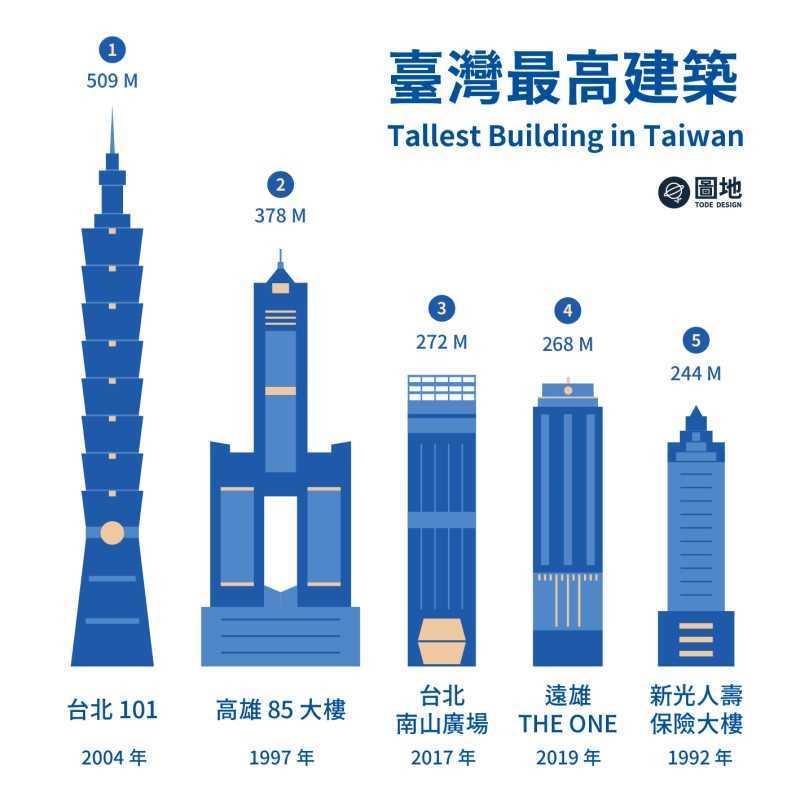 臺灣最高建築
Tallest Building in Taiwan
圖地
TODE DESIGN
1
509 M
台北 101
2004 年
2
378 M
高雄 85 大樓
1997 年
3
272 M
台北
南山廣場
2017 年
4
268 M
遠雄
THE ONE
2019 年
5
244 M
新光人壽
保險大樓
1992 年